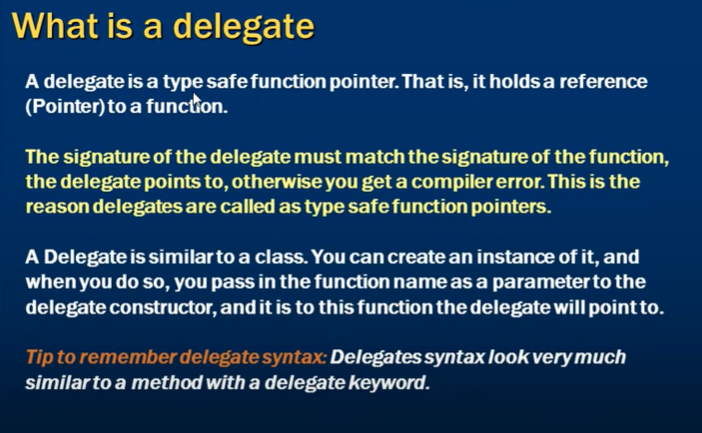 What is a delegate
A delegate is a type safe function pointer. That is, it holds a reference
(Pointer) to a function.
The signature of the delegate must match the signature of the function,
the delegate points to, otherwise you get a compiler error. This is the
reason delegates are called as type safe function pointers.
A Delegate is similar to a class. You can create an instance of it, and
when you do so, you pass in the function name as a parameter to the
delegate constructor, and it is to this function the delegate will point to.
Tip to remember delegate syntax: Delegates syntax look very much
similar to a method with a delegate keyword.